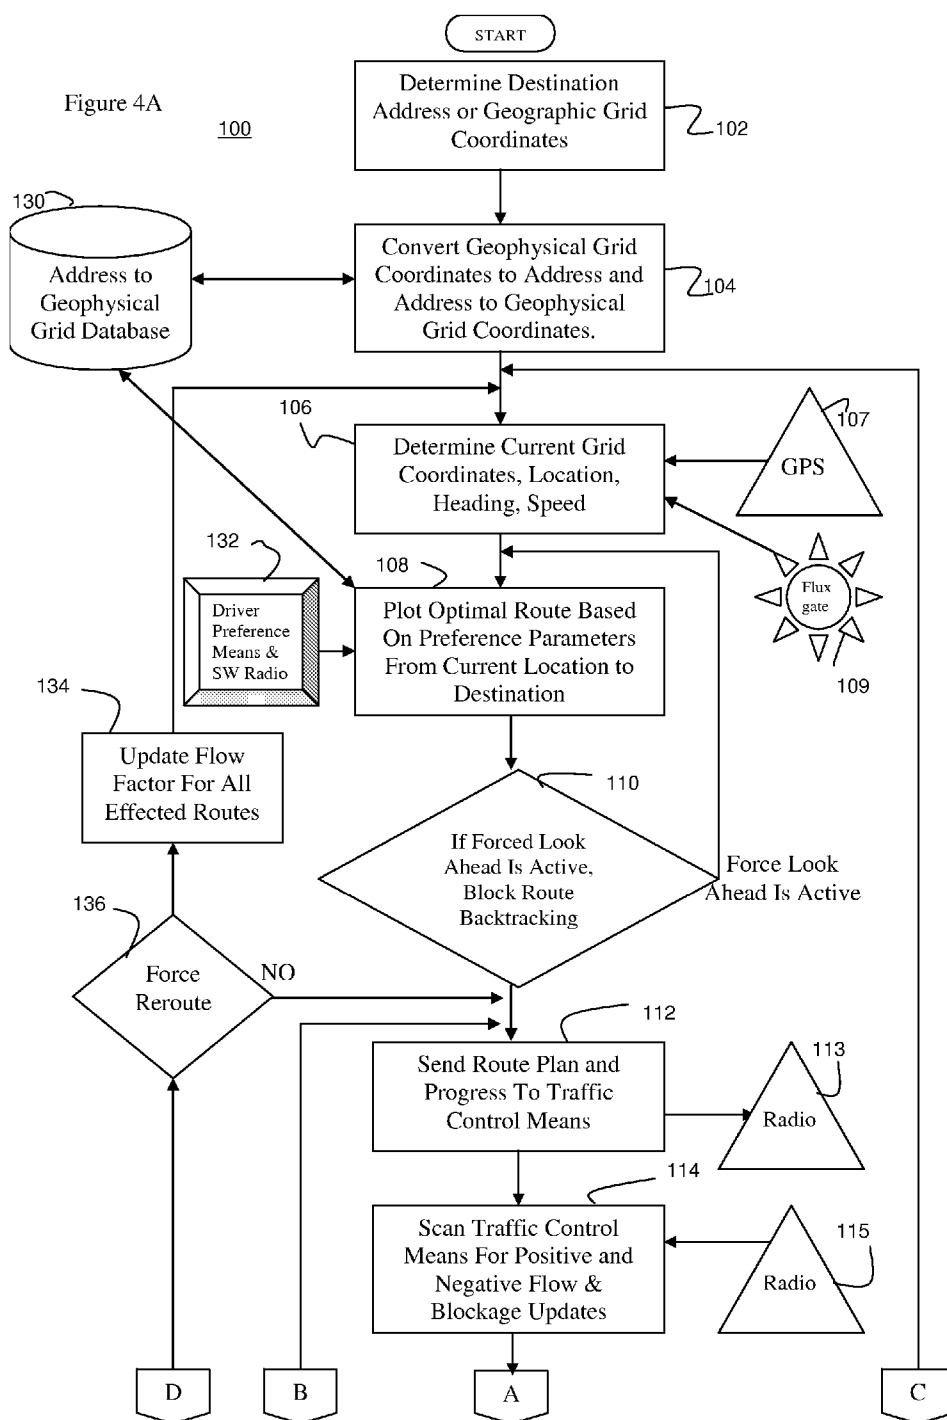 START
Figure 4A
100
Determine Destination
Address or Geographic Grid
Coordinates
102
130
Address to
Geophysical
Grid Database
Convert Geophysical Grid
Coordinates to Address and
Address to Geophysical
Grid Coordinates.
104
106
Determine Current Grid
Coordinates, Location,
Heading, Speed
107
GPS
132
Driver
Preference
Means &
SW Radio
108
Plot Optimal Route Based
On Preference Parameters
From Current Location to
Destination
Flux
gate
109
134
Update Flow
Factor For All
Effected Routes
110
If Forced Look
Ahead Is Active,
Block Route
Backtracking
Force Look
Ahead Is Active
136
Force
Reroute
NO
112
Send Route Plan and
Progress To Traffic
Control Means
113
Radio
114
Scan Traffic Control
Means For Positive and
Negative Flow &
Blockage Updates
115
Radio
D
B
A
C